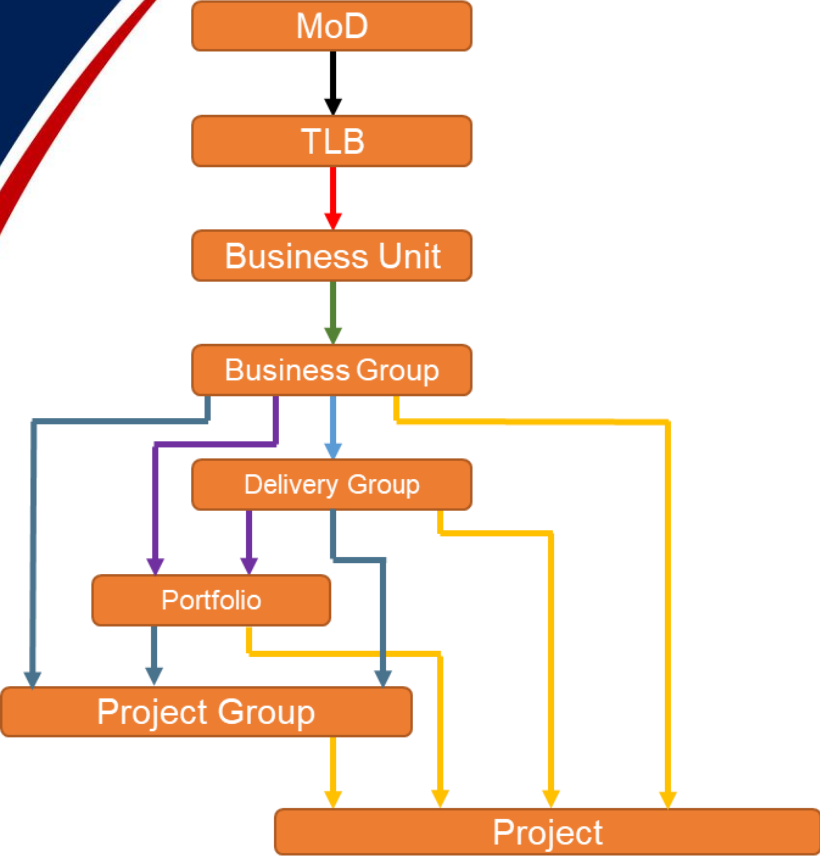 MoD
TLB
Business Unit
Business Group
Delivery Group
Portfolio
Project Group
Project